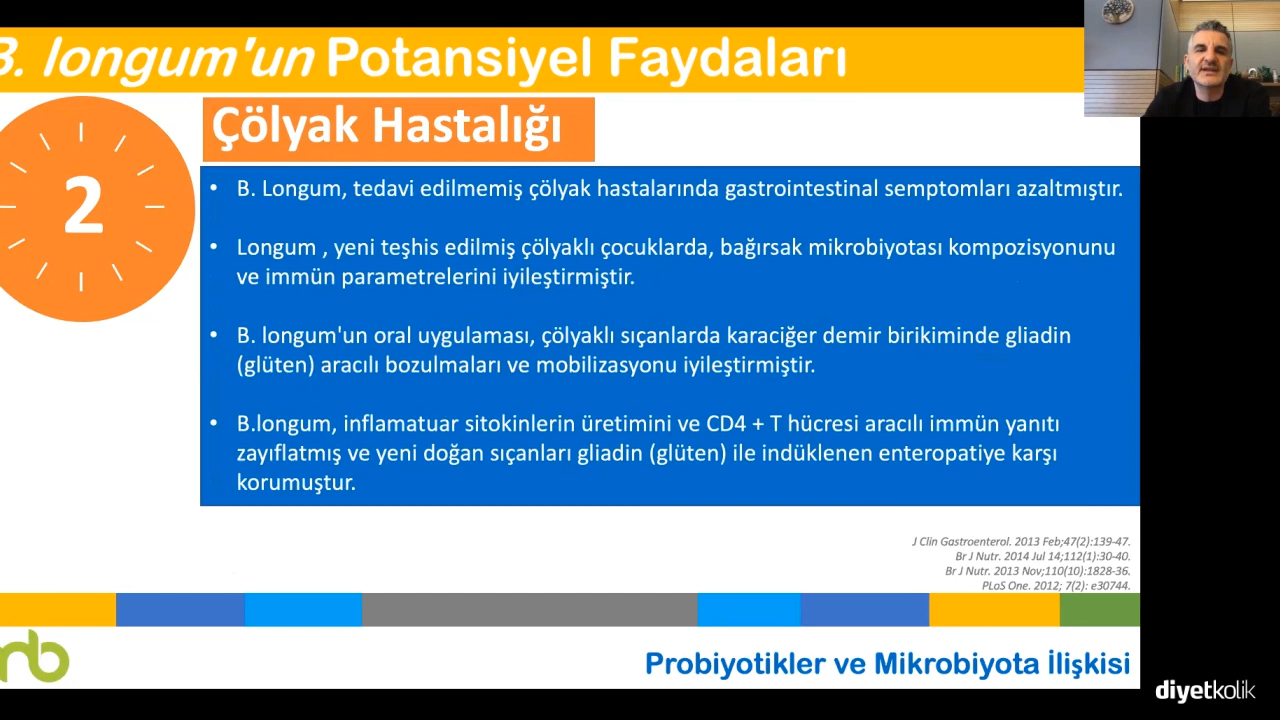 B. longum'un Potansiyel Faydaları
Çölyak Hastalığı
2
• B. Longum, tedavi edilmemiş çölyak hastalarında gastrointestinal semptomları azaltmıştır.
• Longum , yeni teşhis edilmiş çölyaklı çocuklarda, bağırsak mikrobiyotası kompozisyonunu
ve immün parametrelerini iyileştirmiştir.
• B. longum'un oral uygulaması, çölyaklı sıçanlarda karaciğer demir birikiminde gliadin
(glüten) aracılı bozulmaları ve mobilizasyonu iyileştirmiştir.
• B.longum, inflamatuar sitokinlerin üretimini ve CD4 + T hücresi aracılı immün yanıtı
zayıflatmış ve yeni doğan sıçanları gliadin (glüten) ile indüklenen enteropatiye karşı
korumuştur.
J Clin Gastroenterol. 2013 Feb;47(2):139-47.
Br J Nutr. 2014 Jul 14;112(1):30-40.
Br J Nutr. 2013 Nov;110(10):1828-36.
PLoS One. 2012; 7(2): e30744.
Probiyotikler ve Mikrobiyota İlişkisi
diyetkolik